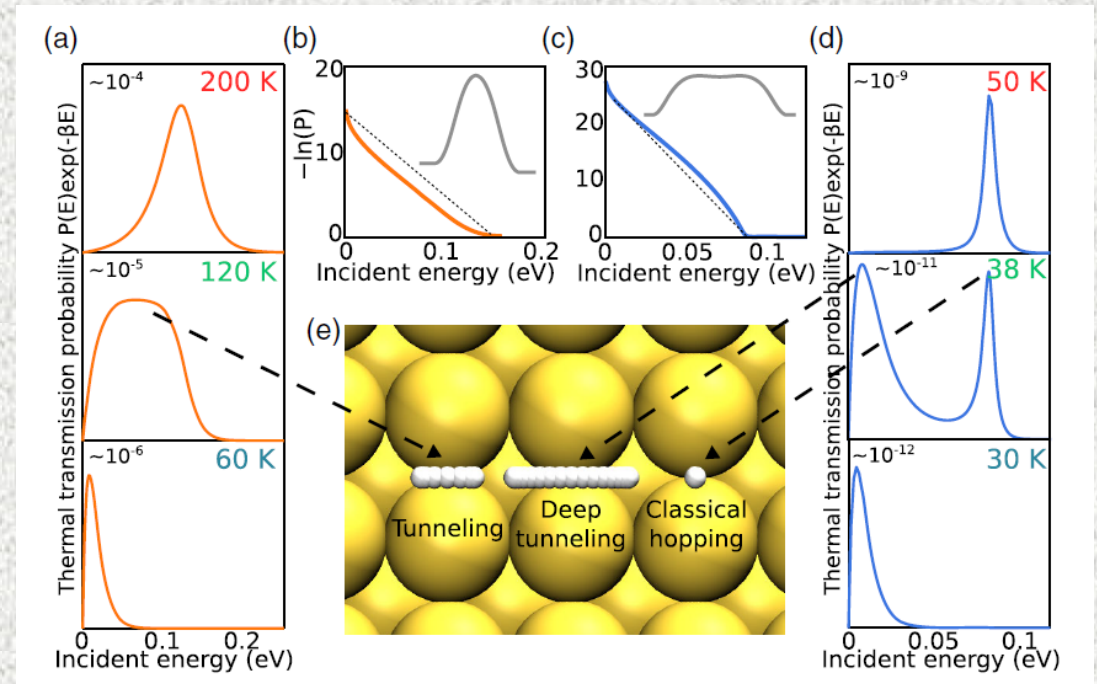 (a)
Thermal transmission probability P(E)exp(-βE)
~10⁻⁴
200 K
~10⁻⁵
120 K
~10⁻⁶
60 K
0 0.1 0.2
Incident energy (eV)
(b)
−ln(P)
20
10
0
0 0.1 0.2
Incident energy (eV)
(c)
30
20
10
0
0 0.05 0.1
Incident energy (eV)
(d)
Thermal transmission probability P(E)exp(-βE)
~10⁻⁹
50 K
~10⁻¹¹
38 K
~10⁻¹²
30 K
0 0.05 0.1
Incident energy (eV)
(e)
Tunneling
Deep
tunneling
Classical
hopping